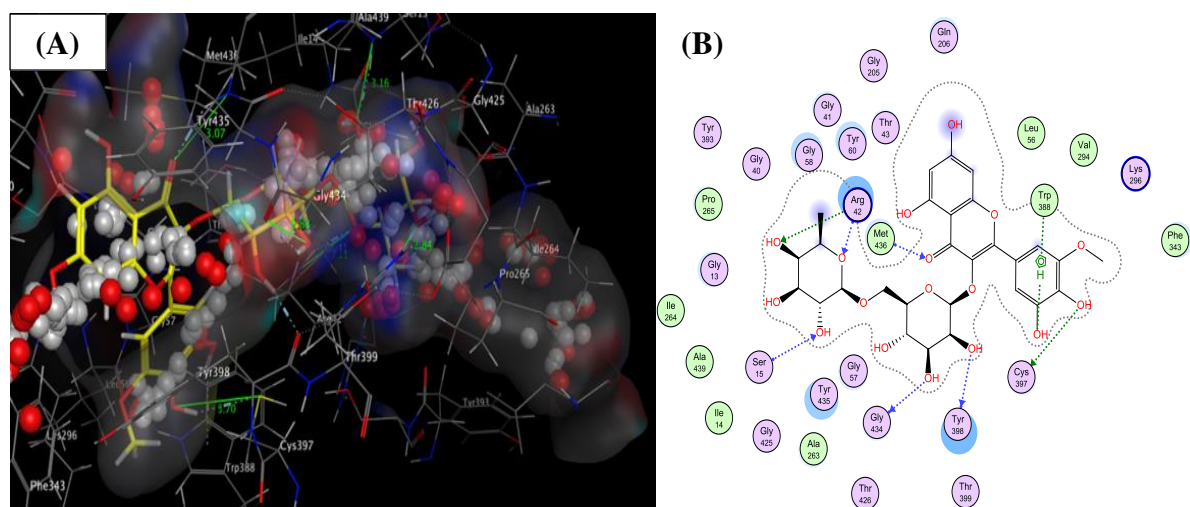 (A)
Ala439
Ser15
Ile14
Met436
3.16
Thr426
Gly425
Ala263
Tyr435
3.07
Gly434
2.84
Ile264
Pro265
Thr399
Tyr398
Tyr393
3.70
Lys296
Cys397
Trp388
Phe343
(B)
Gln
206
Gly
205
Gly
41
Thr
43
Tyr
393
Gly
58
Tyr
60
Gly
40
OH
Leu
56
Val
294
Lys
296
Pro
265
Arg
42
Trp
388
Met
436
OH
O
O
Phe
343
HO
O
H
O
Gly
13
HO
O
O
O
O
OH
OH
Ile
264
OH
HO
OH
OH
Ser
15
Gly
57
Cys
397
Ala
439
Tyr
435
Gly
434
Tyr
398
Ile
14
Gly
425
Ala
263
Thr
426
Thr
399